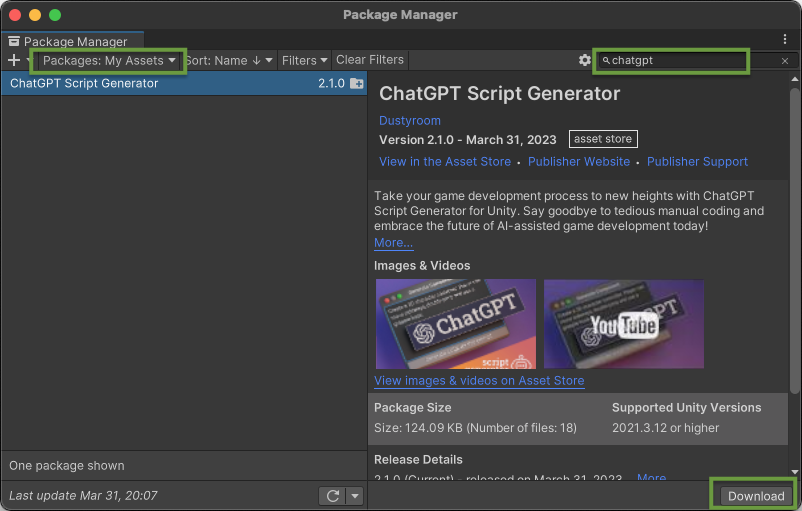 Package Manager
Package Manager
+ Packages: My Assets Sort: Name ↓ Filters Clear Filters chatgpt ×
ChatGPT Script Generator 2.1.0
ChatGPT Script Generator
Dustyroom
Version 2.1.0 - March 31, 2023 asset store
View in the Asset Store • Publisher Website • Publisher Support
Take your game development process to new heights with ChatGPT
Script Generator for Unity. Say goodbye to tedious manual coding and
embrace the future of AI-assisted game development today!
More...
Images & Videos
ChatGPT
script
YouTube
View images & videos on Asset Store
Package Size Supported Unity Versions
Size: 124.09 KB (Number of files: 18) 2021.3.12 or higher
Release Details
2.1.0 (Current) - released on March 31, 2023 More
One package shown
Last update Mar 31, 20:07
Download